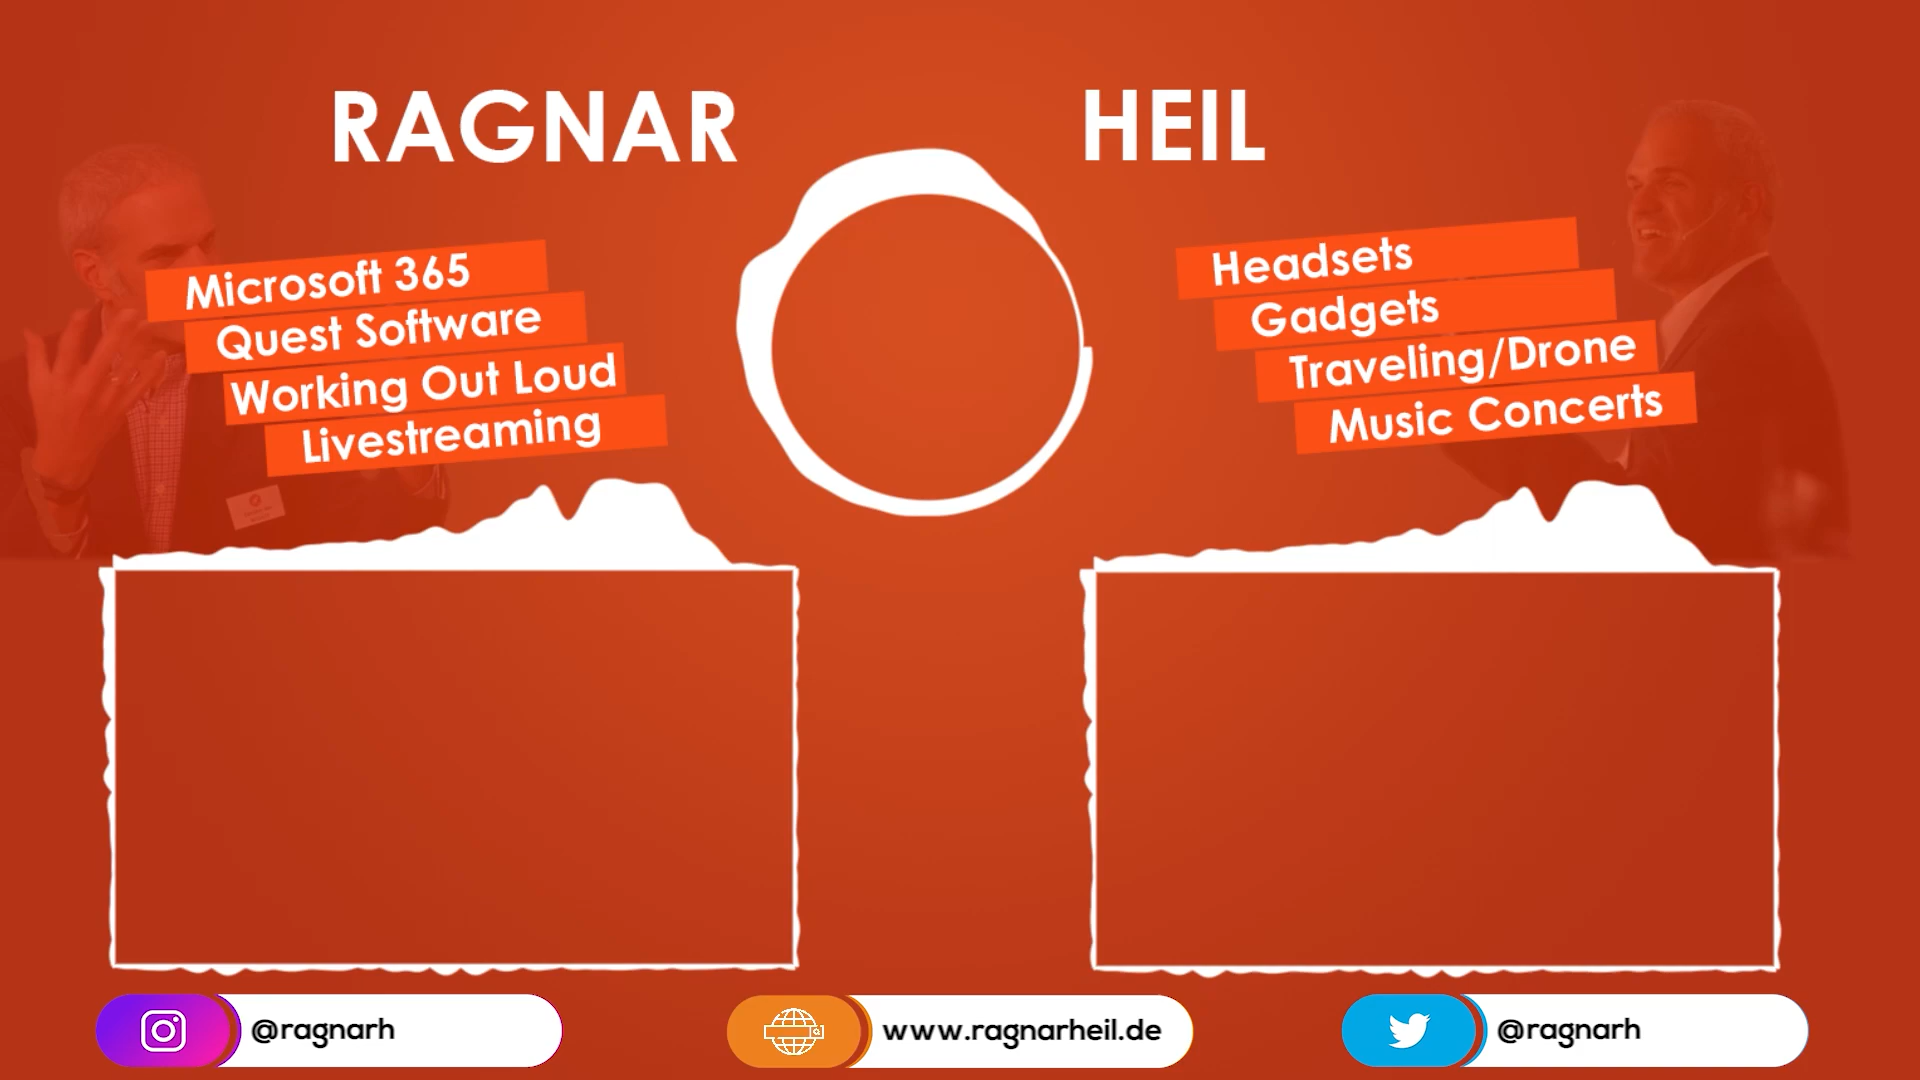 RAGNAR HEIL
Microsoft 365
Quest Software
Working Out Loud
Livestreaming
Headsets
Gadgets
Traveling/Drone
Music Concerts
@ragnarh
www.ragnarheil.de
@ragnarh